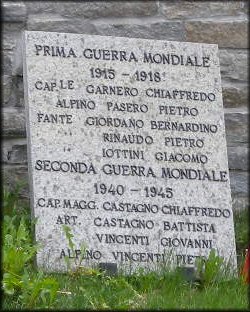 PRIMA GUERRA MONDIALE
1915 - 1918
CAP.LE GARNERO CHIAFFREDO
ALPINO PASERO PIETRO
FANTE GIORDANO BERNARDINO
RINAUDO PIETRO
IOTTINI GIACOMO
SECONDA GUERRA MONDIALE
1940 - 1945
CAP. MAGG. CASTAGNO CHIAFFREDO
ART. CASTAGNO BATTISTA
VINCENTI GIOVANNI
ALPINO VINCENTI